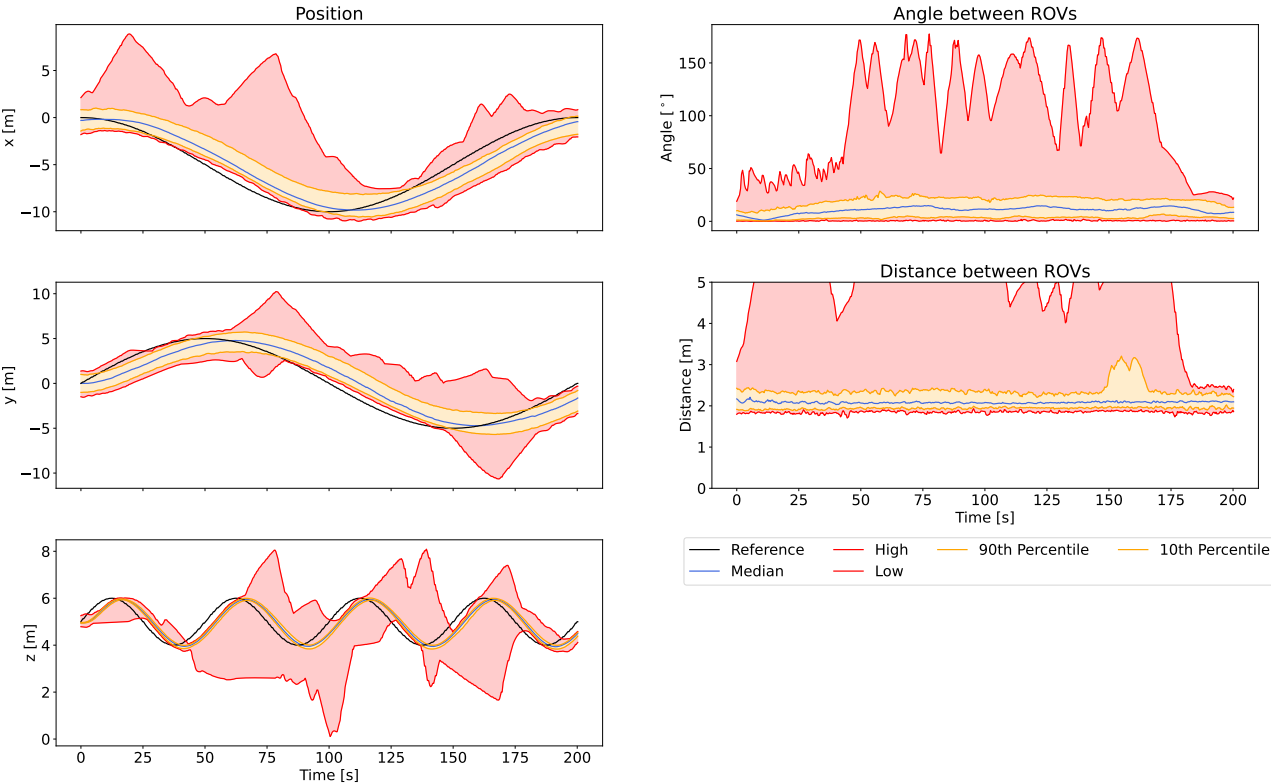 Position
5
0
−5
−10
x [m]
10
5
0
−5
−10
y [m]
8
6
4
2
0
z [m]
0 25 50 75 100 125 150 175 200
Time [s]
Angle between ROVs
150
100
50
0
Angle [°]
Distance between ROVs
5
4
3
2
1
0
Distance [m]
0 25 50 75 100 125 150 175 200
Time [s]
Reference High 90th Percentile 10th Percentile
Median Low